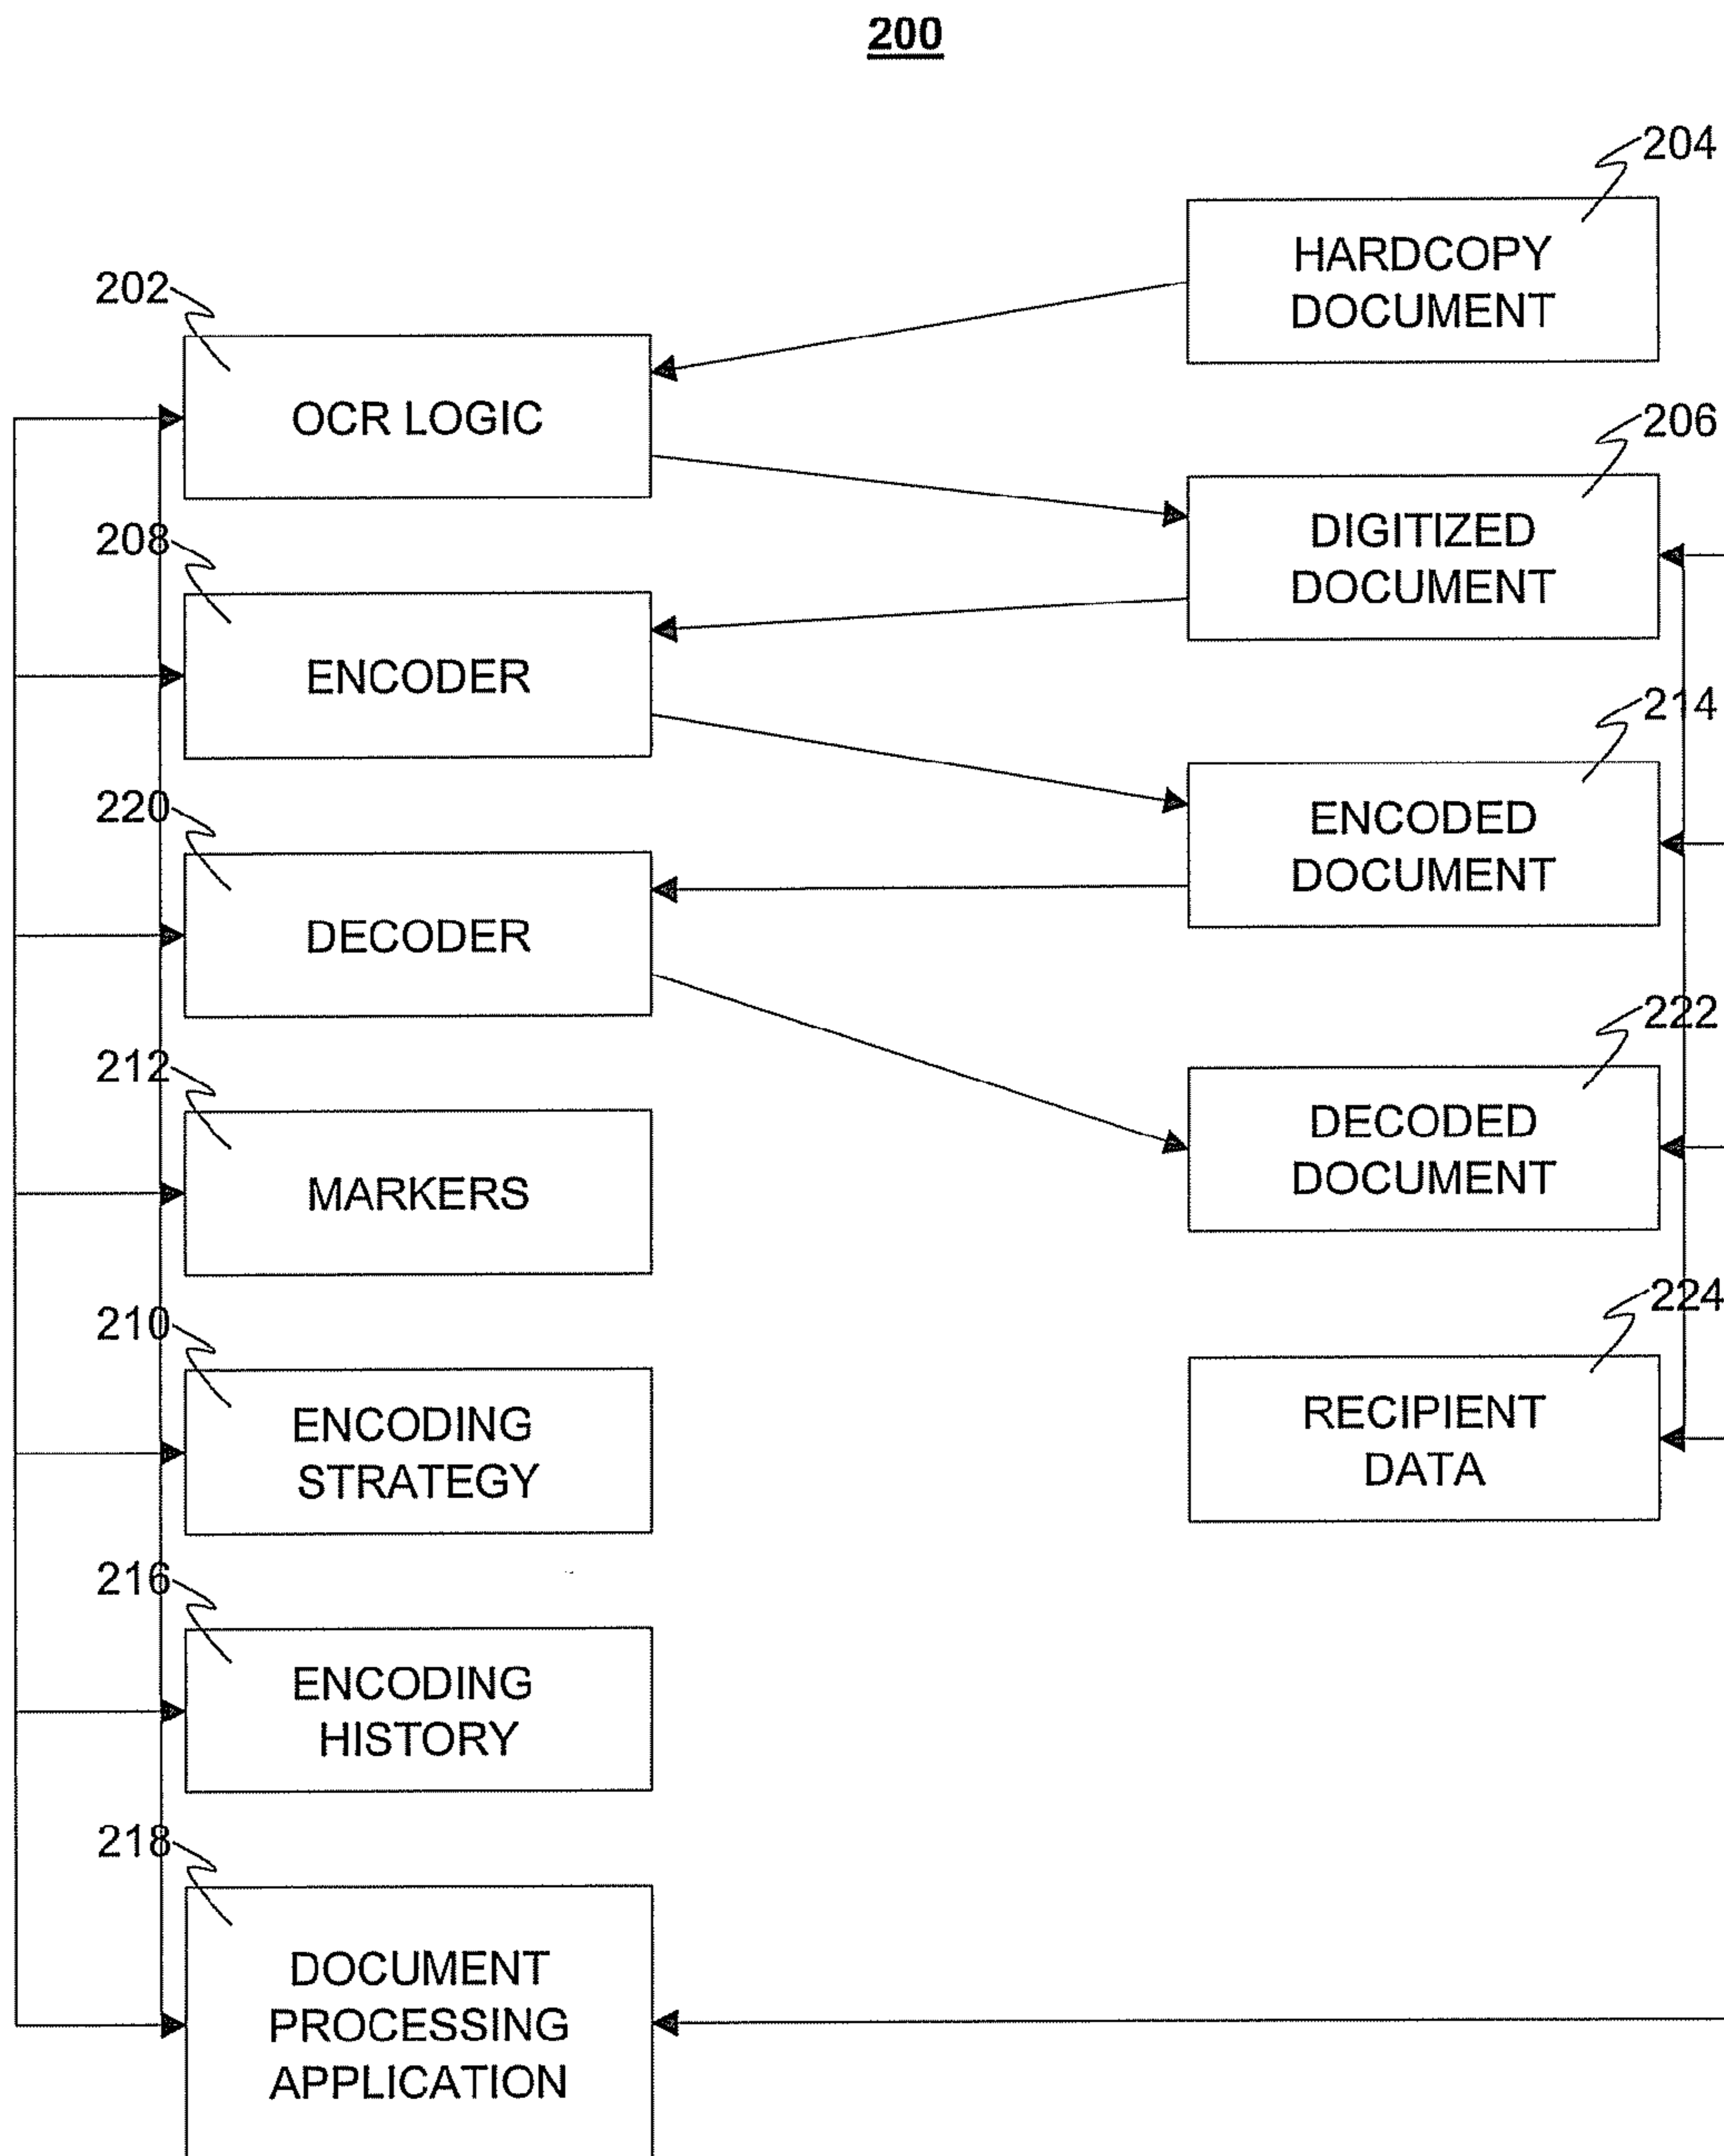 200
204
HARDCOPY
DOCUMENT
202
OCR LOGIC
206
DIGITIZED
DOCUMENT
208
ENCODER
214
ENCODED
DOCUMENT
220
DECODER
222
DECODED
DOCUMENT
212
MARKERS
224
RECIPIENT
DATA
210
ENCODING
STRATEGY
216
ENCODING
HISTORY
218
DOCUMENT
PROCESSING
APPLICATION